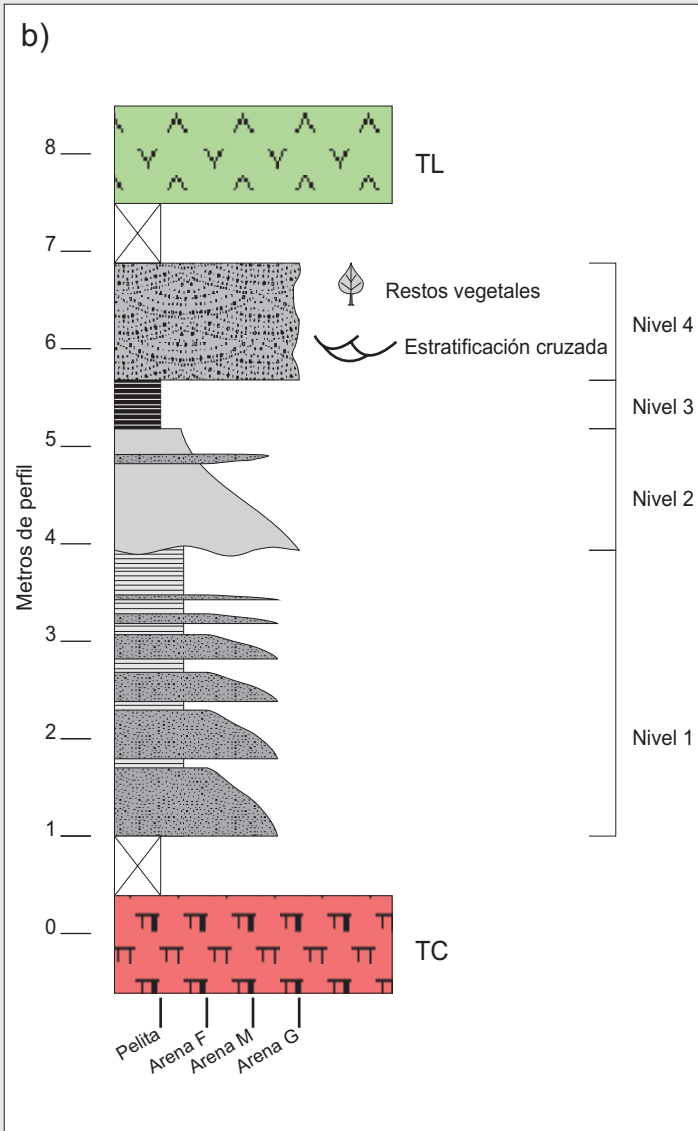 b)
8
TL
7
Restos vegetales
Nivel 4
6
Estratificación cruzada
Nivel 3
5
Nivel 2
4
Metros de perfil
3
2
Nivel 1
1
0
TC
Pelita
Arena F
Arena M
Arena G